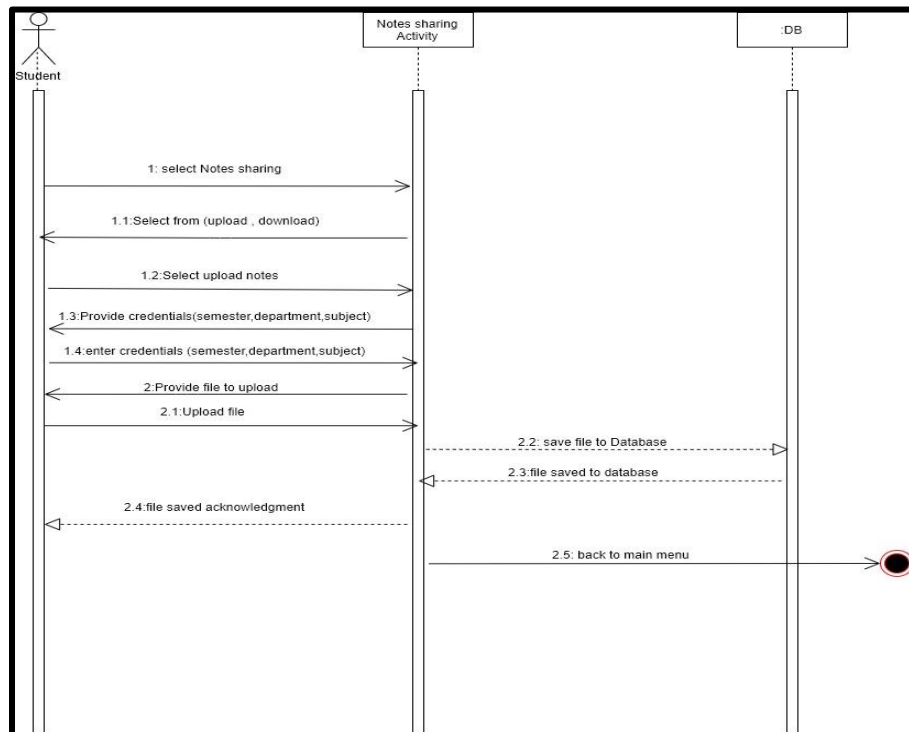 Notes sharing
Activity
:DB
Student
1: select Notes sharing
1.1:Select from (upload , download)
1.2:Select upload notes
1.3:Provide credentials(semester,department,subject)
1.4:enter credentials (semester,department,subject)
2:Provide file to upload
2.1:Upload file
2.2: save file to Database
2.3:file saved to database
2.4:file saved acknowledgment
2.5: back to main menu